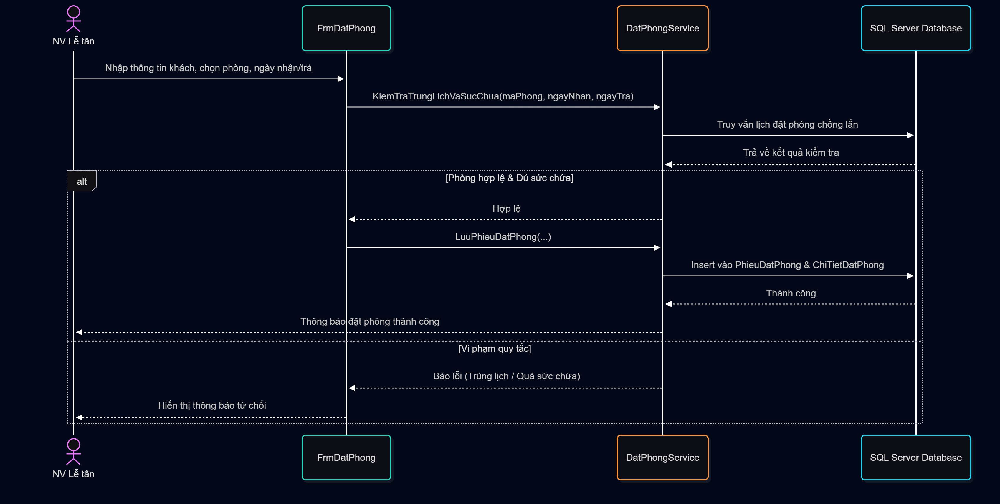 NV Lễ tân
FrmDatPhong
DatPhongService
SQL Server Database
Nhập thông tin khách, chọn phòng, ngày nhận/trả
KiemTraTrungLichVaSucChua(maPhong, ngayNhan, ngayTra)
Truy vấn lịch đặt phòng chồng lấn
Trả về kết quả kiểm tra
alt
[Phòng hợp lệ & Đủ sức chứa]
Hợp lệ
LuuPhieuDatPhong(...)
Insert vào PhieuDatPhong & ChiTietDatPhong
Thành công
Thông báo đặt phòng thành công
[Vi phạm quy tắc]
Báo lỗi (Trùng lịch / Quá sức chứa)
Hiển thị thông báo từ chối
NV Lễ tân
FrmDatPhong
DatPhongService
SQL Server Database